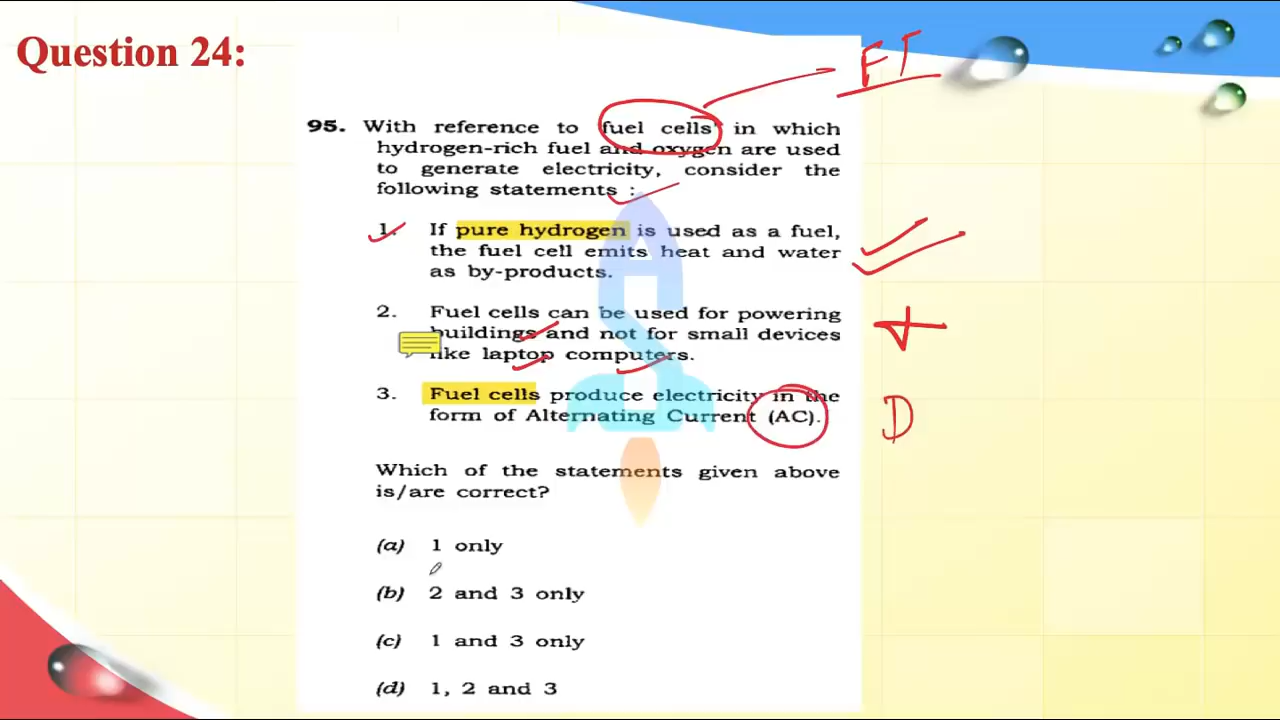 Question 24:
FT
95. With reference to 'fuel cells' in which
hydrogen-rich fuel and oxygen are used
to generate electricity, consider the
following statements :
1. If pure hydrogen is used as a fuel,
the fuel cell emits heat and water
as by-products.
2. Fuel cells can be used for powering
buildings and not for small devices
like laptop computers.
3. Fuel cells produce electricity in the
form of Alternating Current (AC).
D
Which of the statements given above
is/are correct?
(a) 1 only
(b) 2 and 3 only
(c) 1 and 3 only
(d) 1, 2 and 3